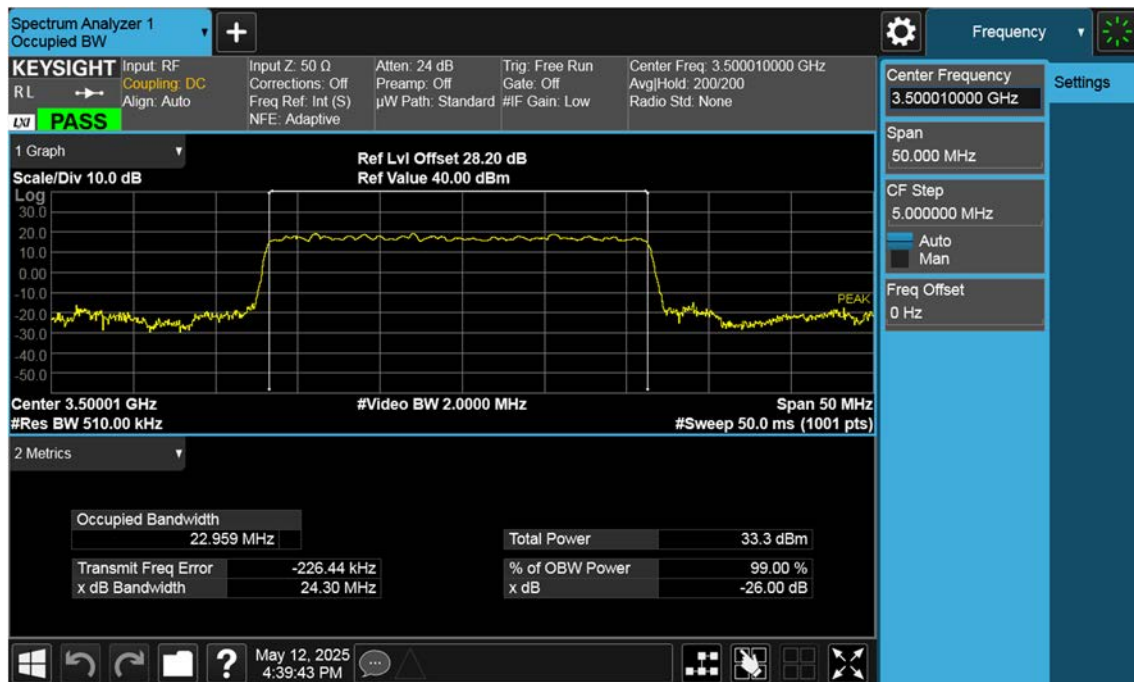 Spectrum Analyzer 1
Occupied BW
+
Frequency
KEYSIGHT
RL
LXI PASS
Input: RF
Coupling: DC
Align: Auto
Input Z: 50 Ω
Corrections: Off
Freq Ref: Int (S)
NFE: Adaptive
Atten: 24 dB
Preamp: Off
µW Path: Standard
Trig: Free Run
Gate: Off
#IF Gain: Low
Center Freq: 3.500010000 GHz
Avg|Hold: 200/200
Radio Std: None
Center Frequency
3.500010000 GHz
Settings
Span
50.000 MHz
CF Step
5.000000 MHz
Auto
Man
Freq Offset
0 Hz
1 Graph
Scale/Div 10.0 dB
Ref Lvl Offset 28.20 dB
Ref Value 40.00 dBm
Log
30.0
20.0
10.0
0.00
-10.0
-20.0
-30.0
-40.0
-50.0
PEAK
Center 3.50001 GHz
#Video BW 2.0000 MHz
Span 50 MHz
#Res BW 510.00 kHz
#Sweep 50.0 ms (1001 pts)
2 Metrics
Occupied Bandwidth
22.959 MHz
Total Power 33.3 dBm
Transmit Freq Error -226.44 kHz
% of OBW Power 99.00 %
x dB Bandwidth 24.30 MHz
x dB -26.00 dB
?
May 12, 2025
4:39:43 PM